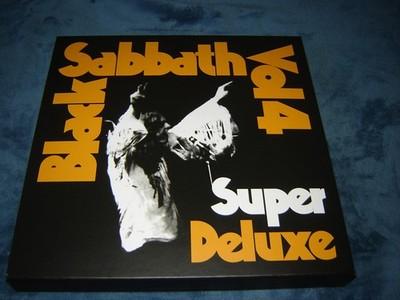 Black
Sabbath
Vol 4
Super
Deluxe